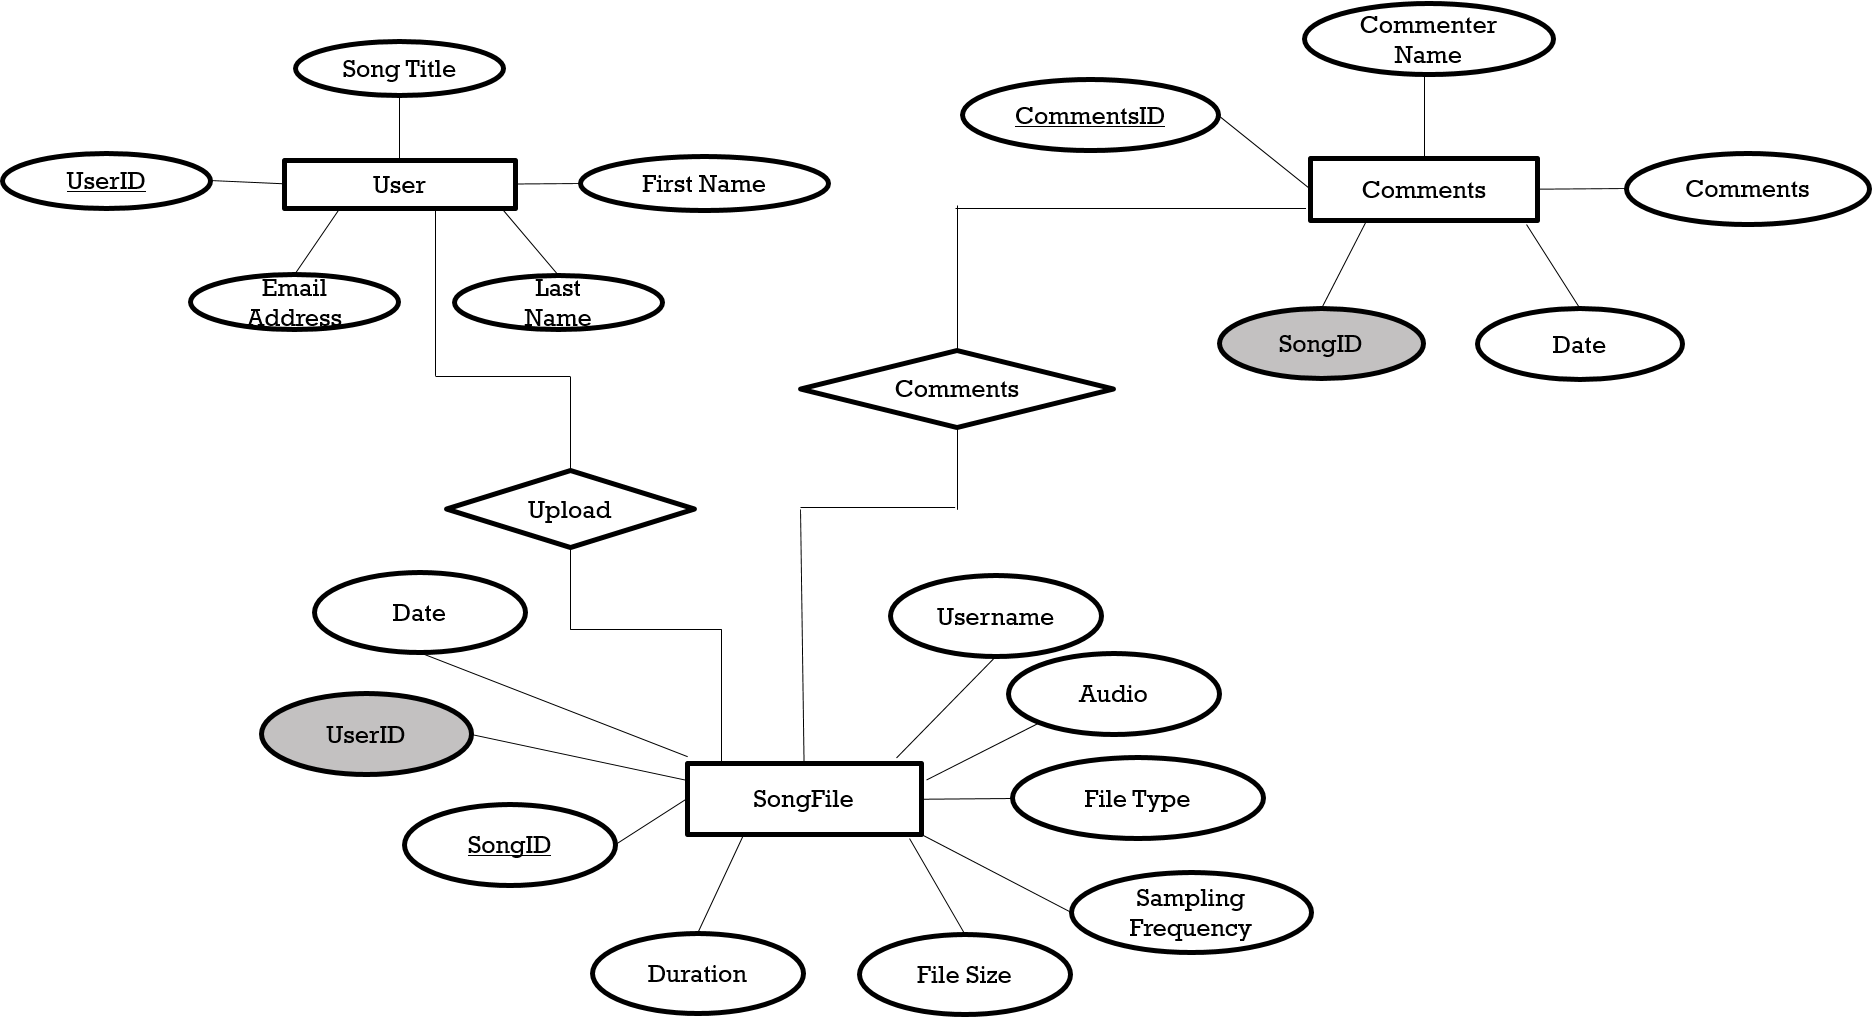 Song Title
UserID
User
First Name
Email
Address
Last
Name
Commenter
Name
CommentsID
Comments
Comments
SongID
Date
Comments
Upload
Date
Username
UserID
Audio
SongFile
File Type
SongID
Sampling
Frequency
Duration
File Size